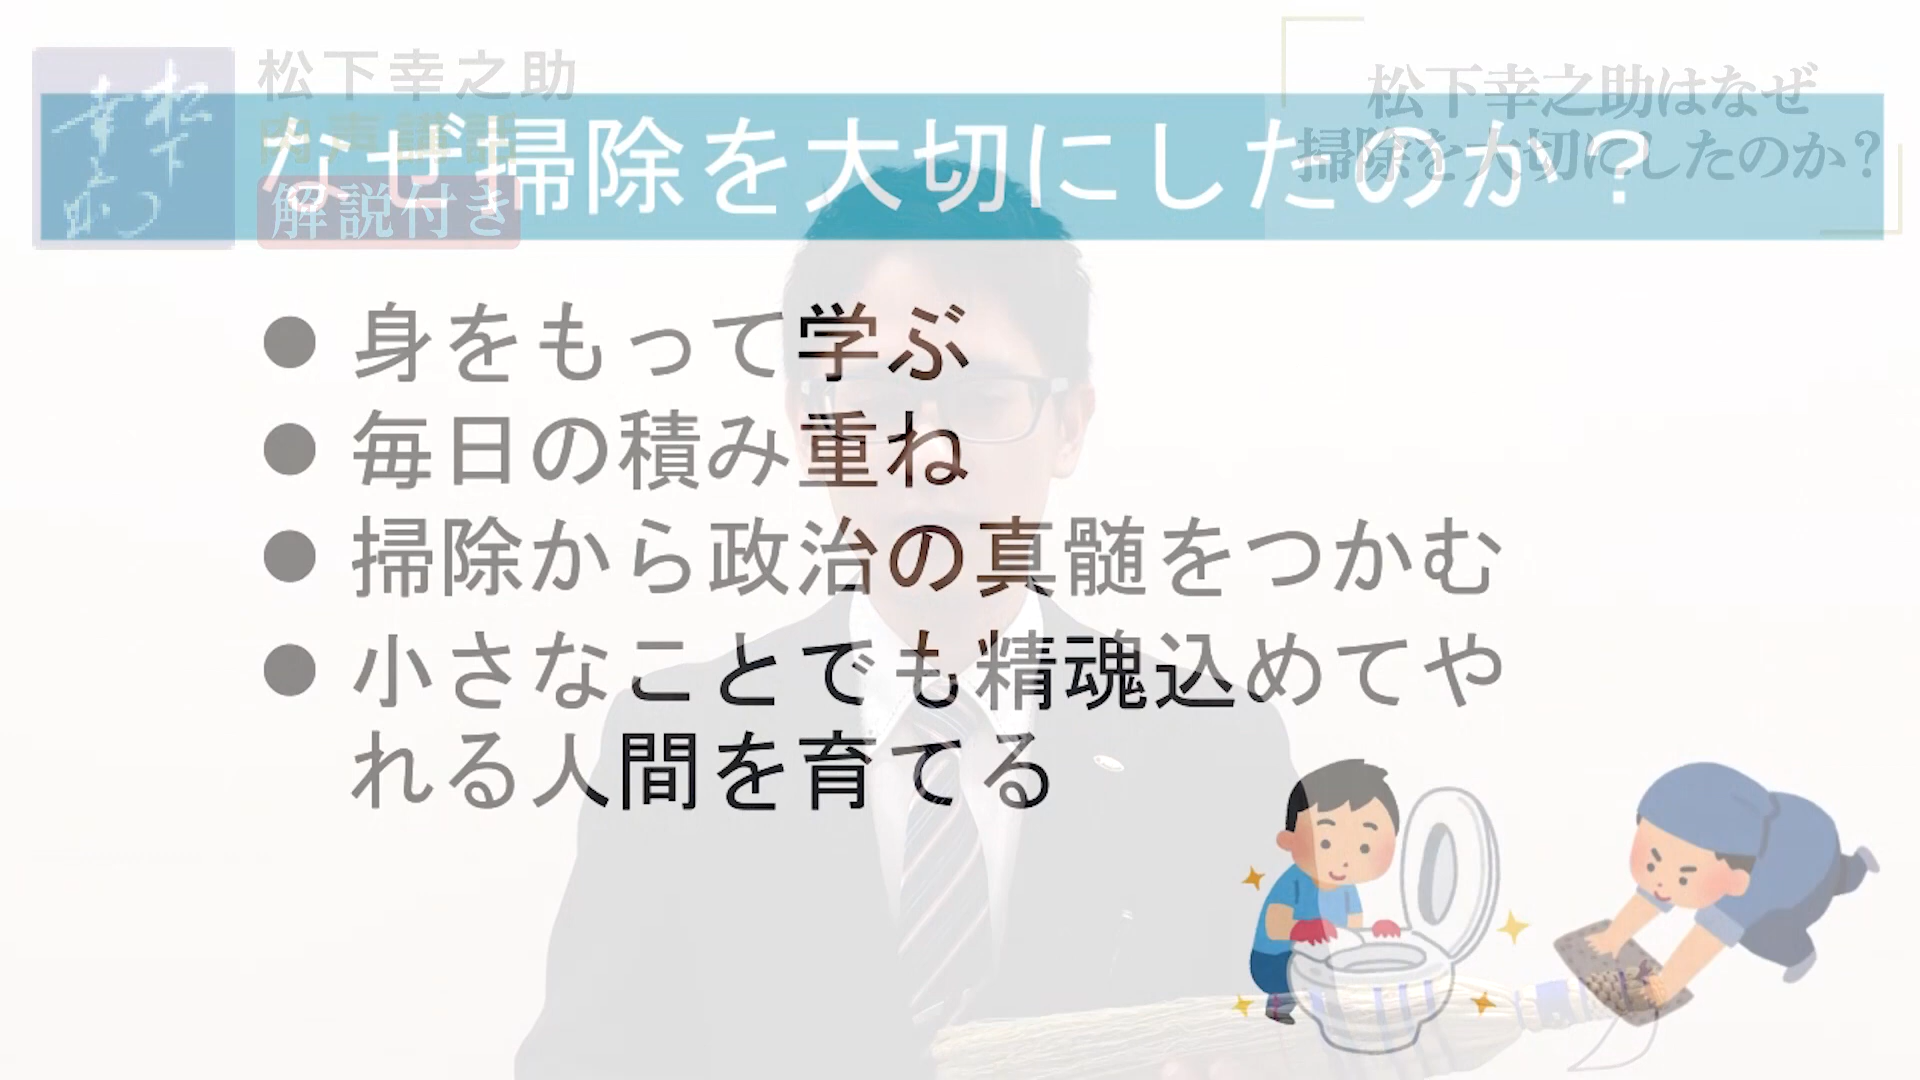 松下幸之助
肉声講話
解説付き
松下幸之助はなぜ
掃除を大切にしたのか？
なぜ掃除を大切にしたのか？
● 身をもって学ぶ
● 毎日の積み重ね
● 掃除から政治の真髄をつかむ
● 小さなことでも精魂込めてや
れる人間を育てる